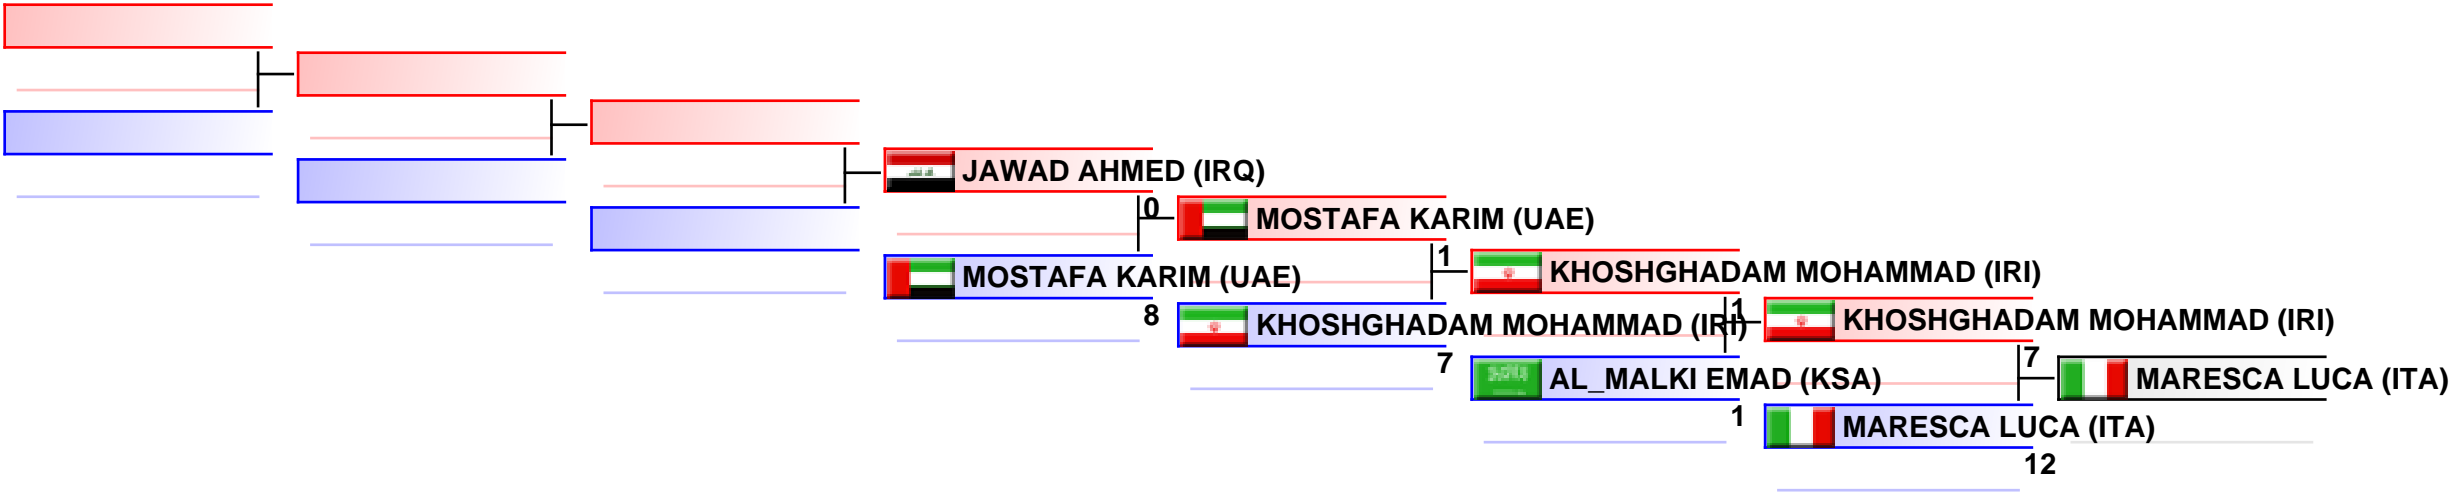 JAWAD AHMED (IRQ)
0
MOSTAFA KARIM (UAE)
8
MOSTAFA KARIM (UAE)
1
KHOSHGHADAM MOHAMMAD (IRI)
7
KHOSHGHADAM MOHAMMAD (IRI)
1
AL_MALKI EMAD (KSA)
1
KHOSHGHADAM MOHAMMAD (IRI)
7
MARESCA LUCA (ITA)
12
MARESCA LUCA (ITA)